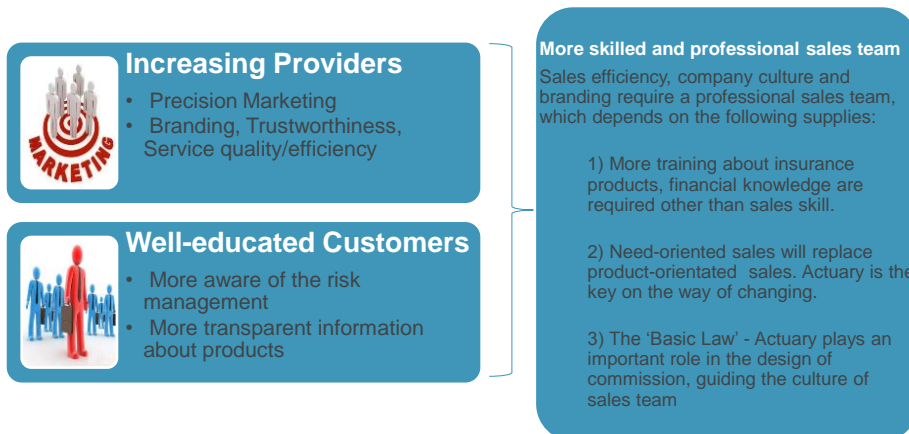 Increasing Providers
• Precision Marketing
• Branding, Trustworthiness,
Service quality/efficiency
MARKETING
Well-educated Customers
• More aware of the risk
management
• More transparent information
about products
More skilled and professional sales team
Sales efficiency, company culture and
branding require a professional sales team,
which depends on the following supplies:
1) More training about insurance
products, financial knowledge are
required other than sales skill.
2) Need-oriented sales will replace
product-orientated sales. Actuary is the
key on the way of changing.
3) The ‘Basic Law’ - Actuary plays an
important role in the design of
commission, guiding the culture of
sales team